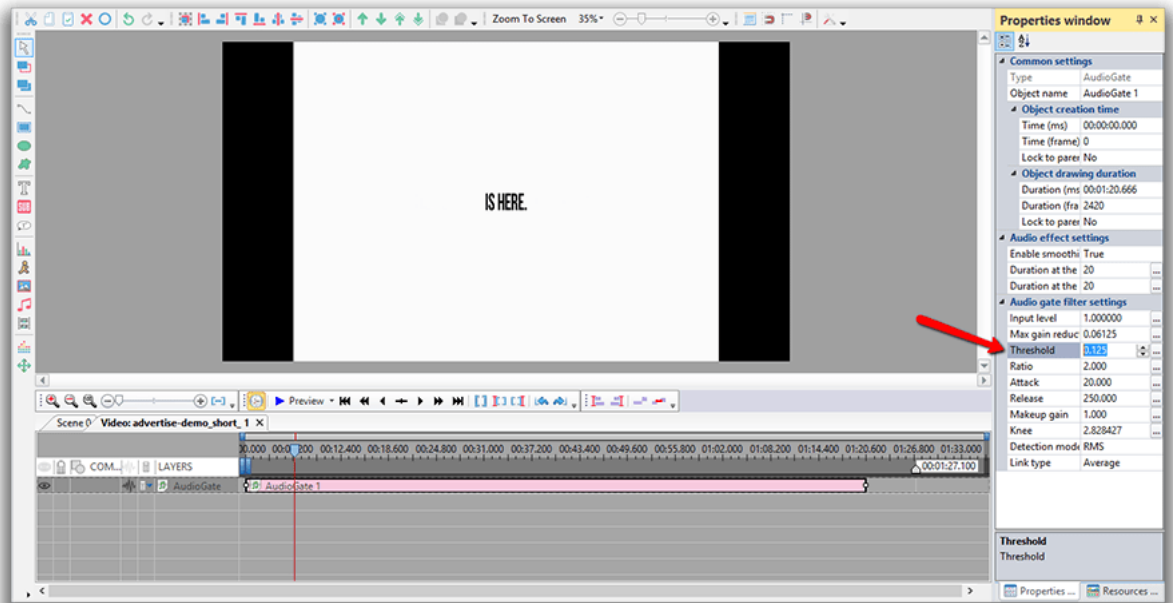 Zoom To Screen 35%
Properties window
Common settings
Type AudioGate
Object name AudioGate 1
Object creation time
Time (ms) 00:00:00.000
Time (frame) 0
Lock to parer No
Object drawing duration
Duration (ms 00:01:20.666
Duration (fra 2420
Lock to parer No
Audio effect settings
Enable smoothi True
Duration at the 20
Duration at the 20
Audio gate filter settings
Input level 1.000000
Max gain reduc 0.06125
Threshold 0.125
Ratio 2.000
Attack 20.000
Release 250.000
Makeup gain 1.000
Knee 2.828427
Detection mode RMS
Link type Average
Threshold
Threshold
Properties ... Resources ...
T
SUB
IS HERE.
Preview
Scene 0 Video: advertise-demo_short_ 1
00:12.400 00:18.600 00:24.800 00:31.000 00:37.200 00:43.400 00:49.600 00:55.800 01:02.000 01:08.200 01:14.400 01:20.600 01:26.800 01:33.000
00:01:27.100
COM... LAYERS
AudioGate AudioGate 1